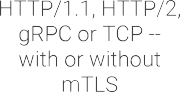 HTTP/1.1, HTTP/2,
gRPC or TCP --
with or without
mTLS